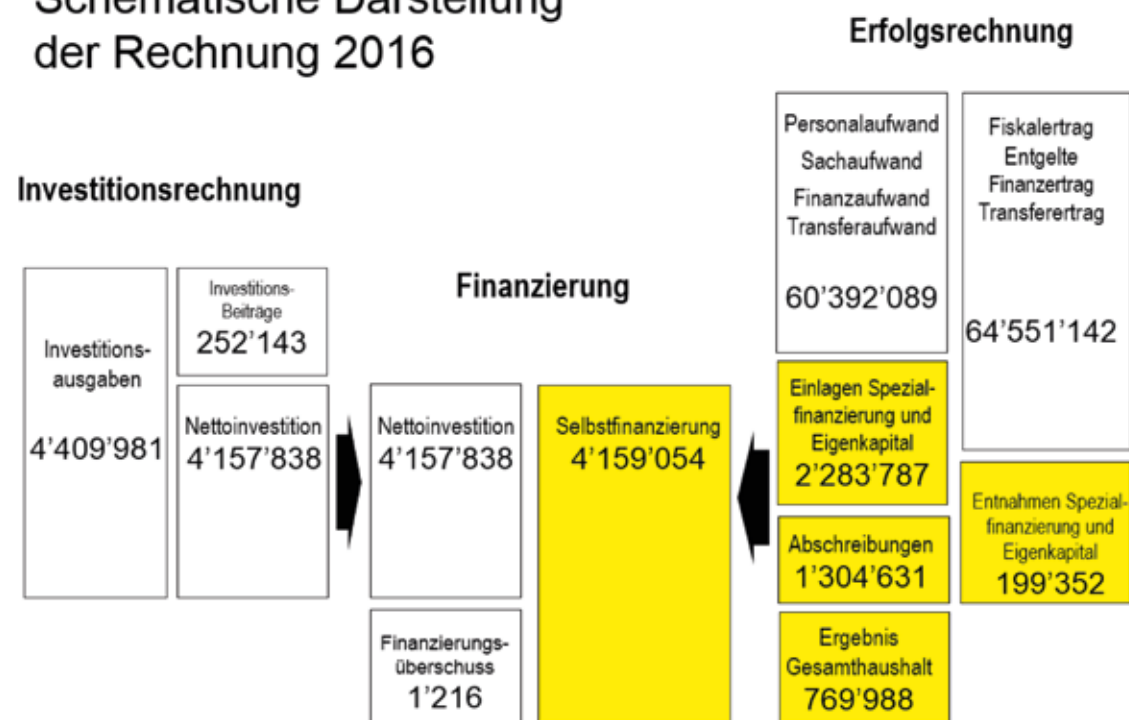 Schematische Darstellung
der Rechnung 2016
Erfolgsrechnung
Investitionsrechnung
Finanzierung
Investitions-
ausgaben
4’409’981
Investitions-
Beiträge
252’143
Nettoinvestition
4’157’838
Nettoinvestition
4’157’838
Finanzierungs-
überschuss
1’216
Selbstfinanzierung
4’159’054
Personalaufwand
Sachaufwand
Finanzaufwand
Transferaufwand
60’392’089
Einlagen Spezial-
finanzierung und
Eigenkapital
2’283’787
Abschreibungen
1’304’631
Ergebnis
Gesamthaushalt
769’988
Fiskalertrag
Entgelte
Finanzertrag
Transferertrag
64’551’142
Entnahmen Spezial-
finanzierung und
Eigenkapital
199’352